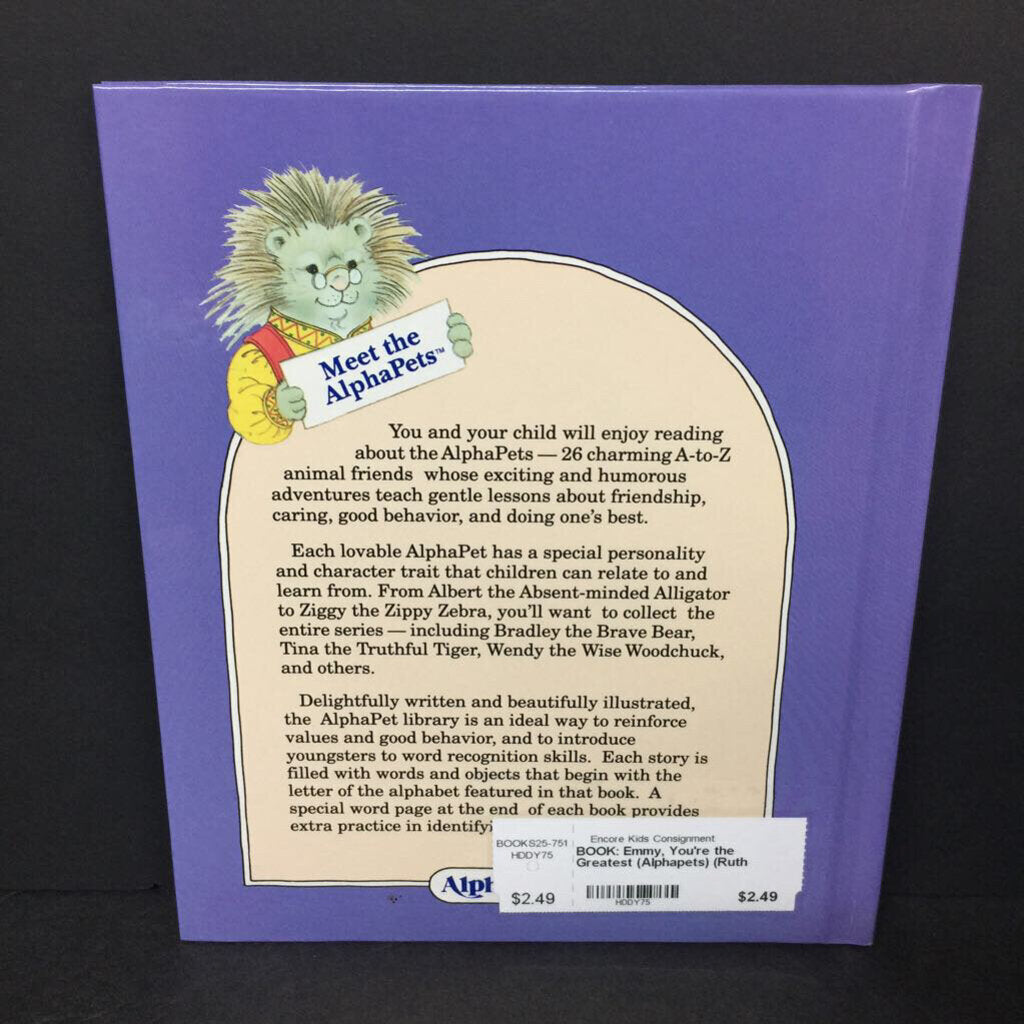 Meet the
AlphaPets™
You and your child will enjoy reading
about the AlphaPets — 26 charming A-to-Z
animal friends whose exciting and humorous
adventures teach gentle lessons about friendship,
caring, good behavior, and doing one's best.
Each lovable AlphaPet has a special personality
and character trait that children can relate to and
learn from. From Albert the Absent-minded Alligator
to Ziggy the Zippy Zebra, you'll want to collect the
entire series — including Bradley the Brave Bear,
Tina the Truthful Tiger, Wendy the Wise Woodchuck,
and others.
Delightfully written and beautifully illustrated,
the AlphaPet library is an ideal way to reinforce
values and good behavior, and to introduce
youngsters to word recognition skills. Each story is
filled with words and objects that begin with the
letter of the alphabet featured in that book. A
special word page at the end of each book provides
extra practice in
BOOKS25-751
HDDY75
$2.49
Encore Kids Consignment
BOOK: Emmy, You're the
Greatest (Alphapets) (Ruth
HDDY75
$2.49